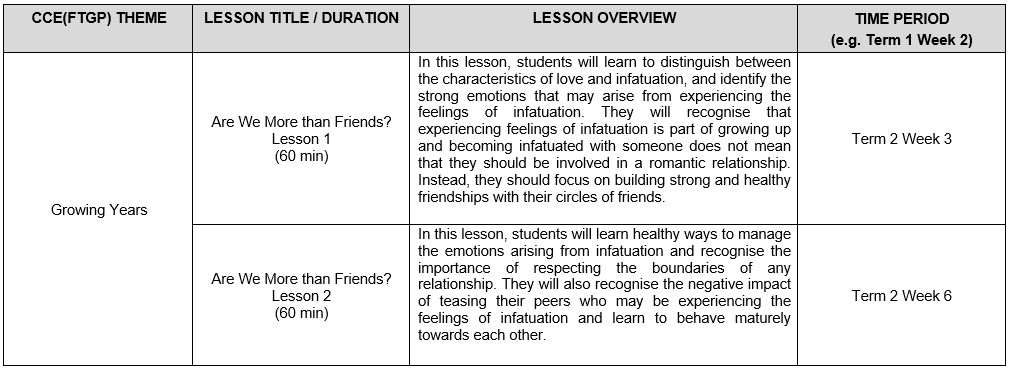 CCE(FTGP) THEME
LESSON TITLE / DURATION
LESSON OVERVIEW
TIME PERIOD
(e.g. Term 1 Week 2)
Growing Years
Are We More than Friends?
Lesson 1
(60 min)
In this lesson, students will learn to distinguish between
the characteristics of love and infatuation, and identify the
strong emotions that may arise from experiencing the
feelings of infatuation. They will recognise that
experiencing feelings of infatuation is part of growing up
and becoming infatuated with someone does not mean
that they should be involved in a romantic relationship.
Instead, they should focus on building strong and healthy
friendships with their circles of friends.
Term 2 Week 3
Are We More than Friends?
Lesson 2
(60 min)
In this lesson, students will learn healthy ways to manage
the emotions arising from infatuation and recognise the
importance of respecting the boundaries of any
relationship. They will also recognise the negative impact
of teasing their peers who may be experiencing the
feelings of infatuation and learn to behave maturely
towards each other.
Term 2 Week 6